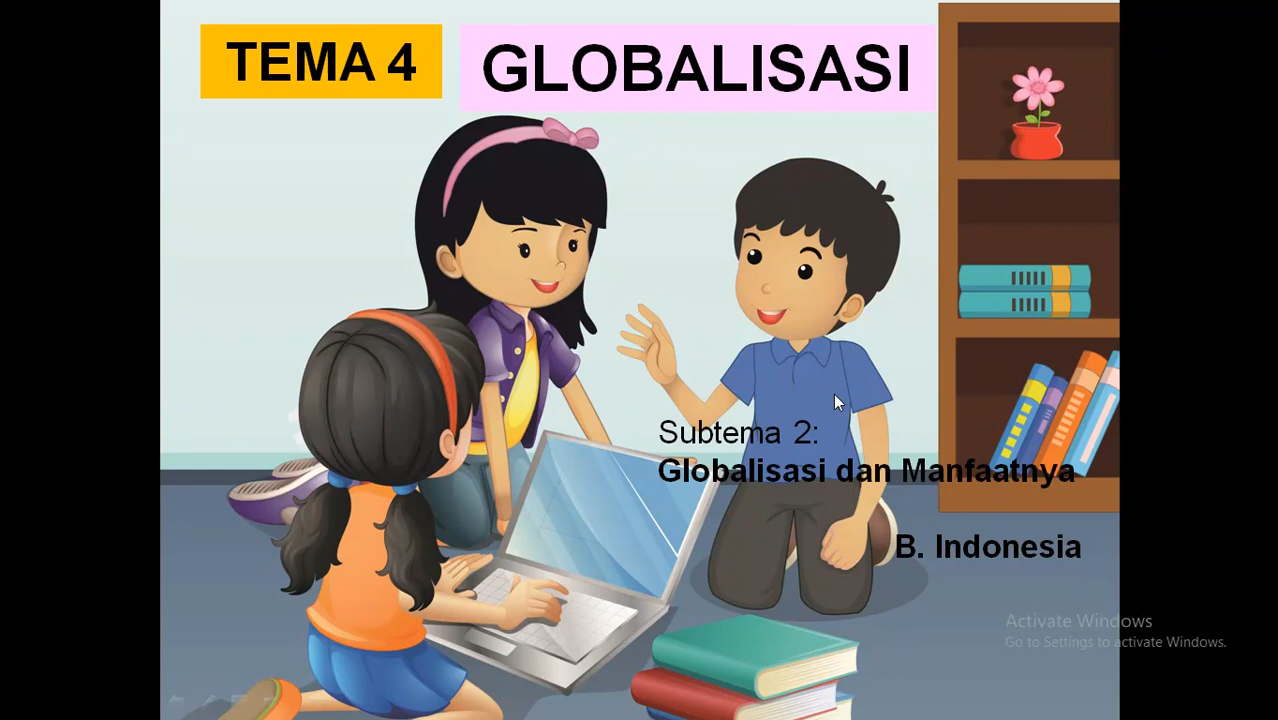 TEMA 4
GLOBALISASI
Subtema 2:
Globalisasi dan Manfaatnya
B. Indonesia
Activate Windows
Go to Settings to activate Windows.